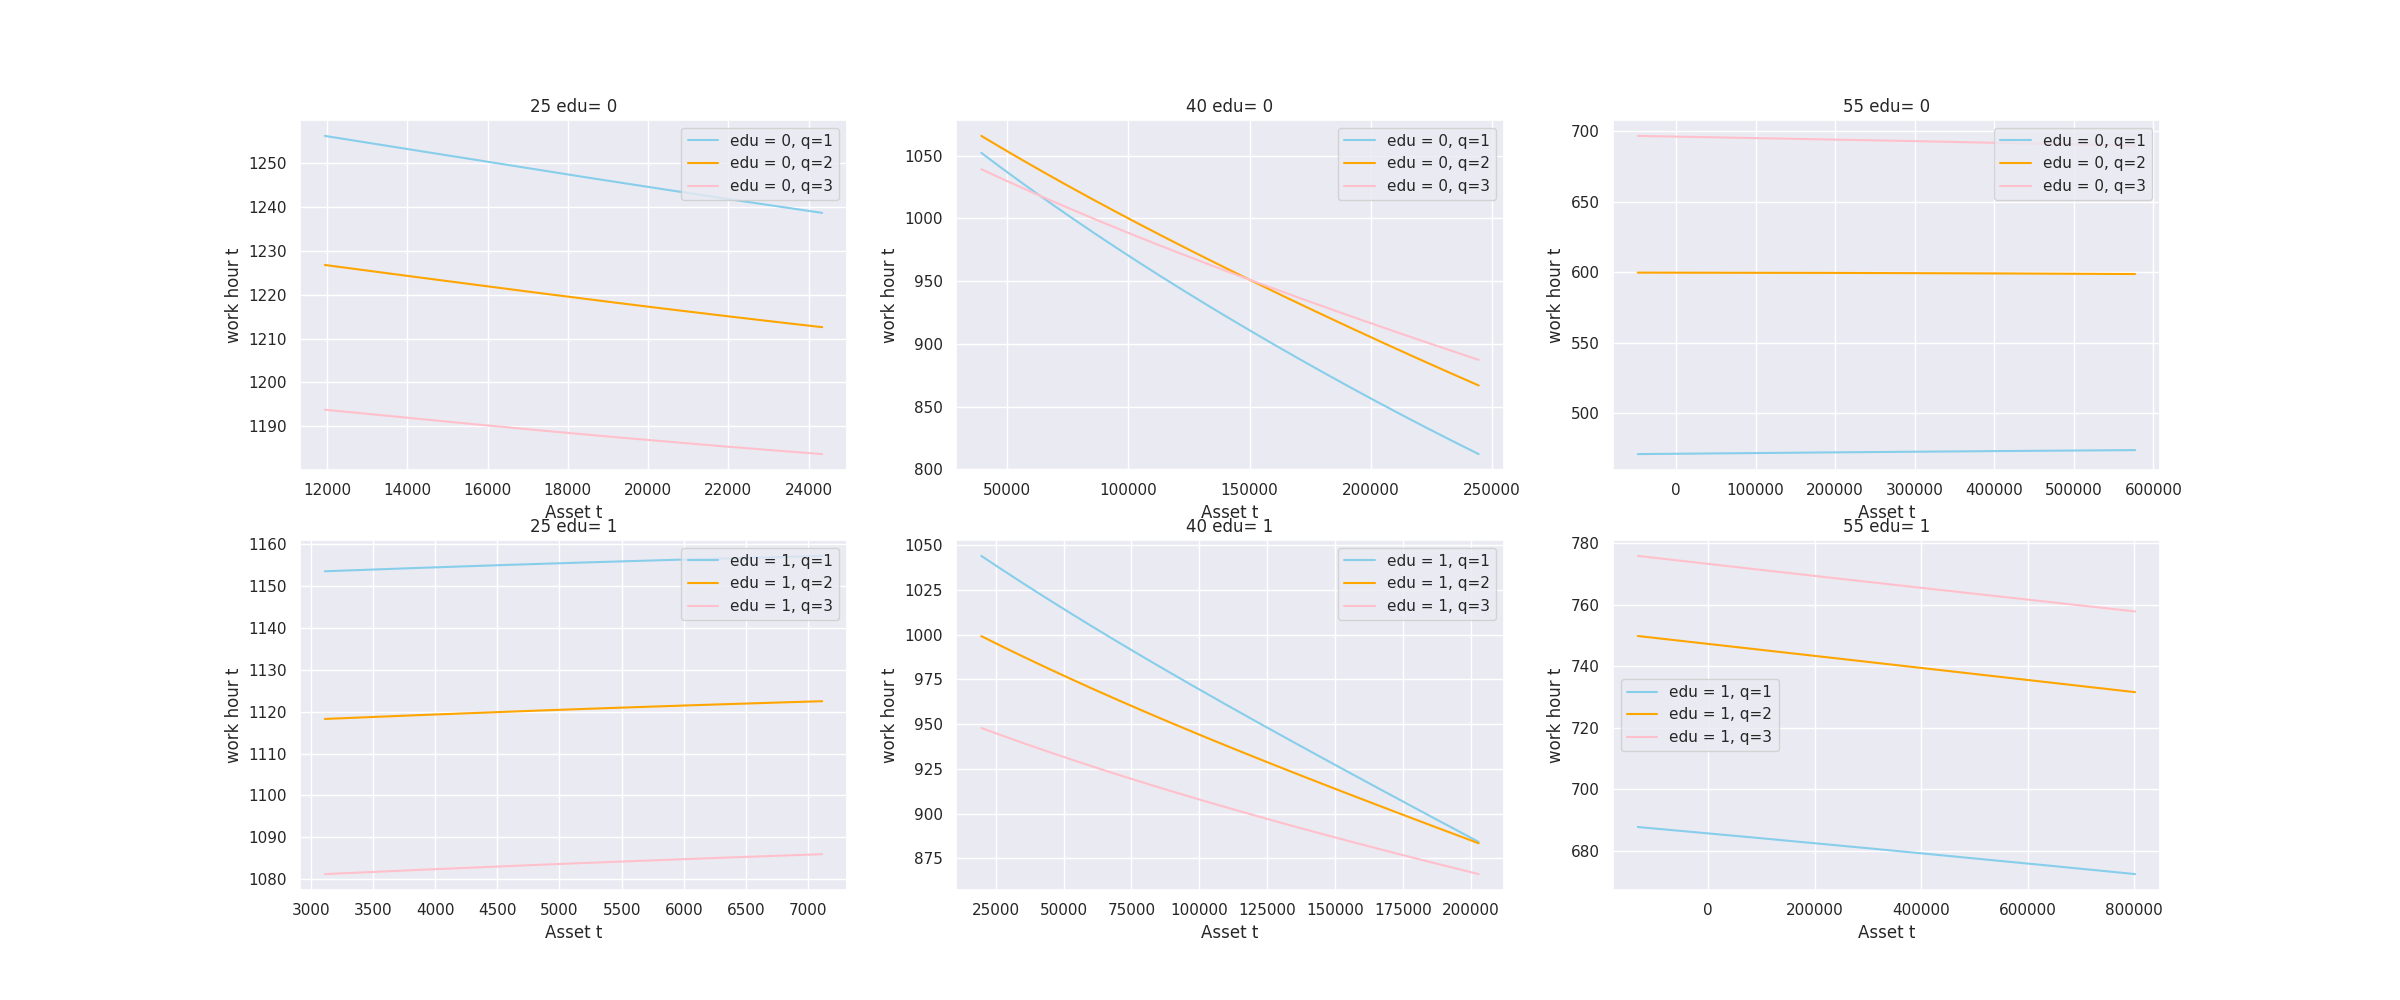 25 edu= 0
work hour t
1250
1240
1230
1220
1210
1200
1190
edu = 0, q=1
edu = 0, q=2
edu = 0, q=3
12000 14000 16000 18000 20000 22000 24000
Asset t
40 edu= 0
work hour t
1050
1000
950
900
850
800
edu = 0, q=1
edu = 0, q=2
edu = 0, q=3
50000 100000 150000 200000 250000
Asset t
55 edu= 0
work hour t
700
650
600
550
500
edu = 0, q=1
edu = 0, q=2
edu = 0, q=3
0 100000 200000 300000 400000 500000 600000
Asset t
25 edu= 1
work hour t
1160
1150
1140
1130
1120
1110
1100
1090
1080
edu = 1, q=1
edu = 1, q=2
edu = 1, q=3
3000 3500 4000 4500 5000 5500 6000 6500 7000
Asset t
40 edu= 1
work hour t
1050
1025
1000
975
950
925
900
875
edu = 1, q=1
edu = 1, q=2
edu = 1, q=3
25000 50000 75000 100000 125000 150000 175000 200000
Asset t
55 edu= 1
work hour t
780
760
740
720
700
680
edu = 1, q=1
edu = 1, q=2
edu = 1, q=3
0 200000 400000 600000 800000
Asset t